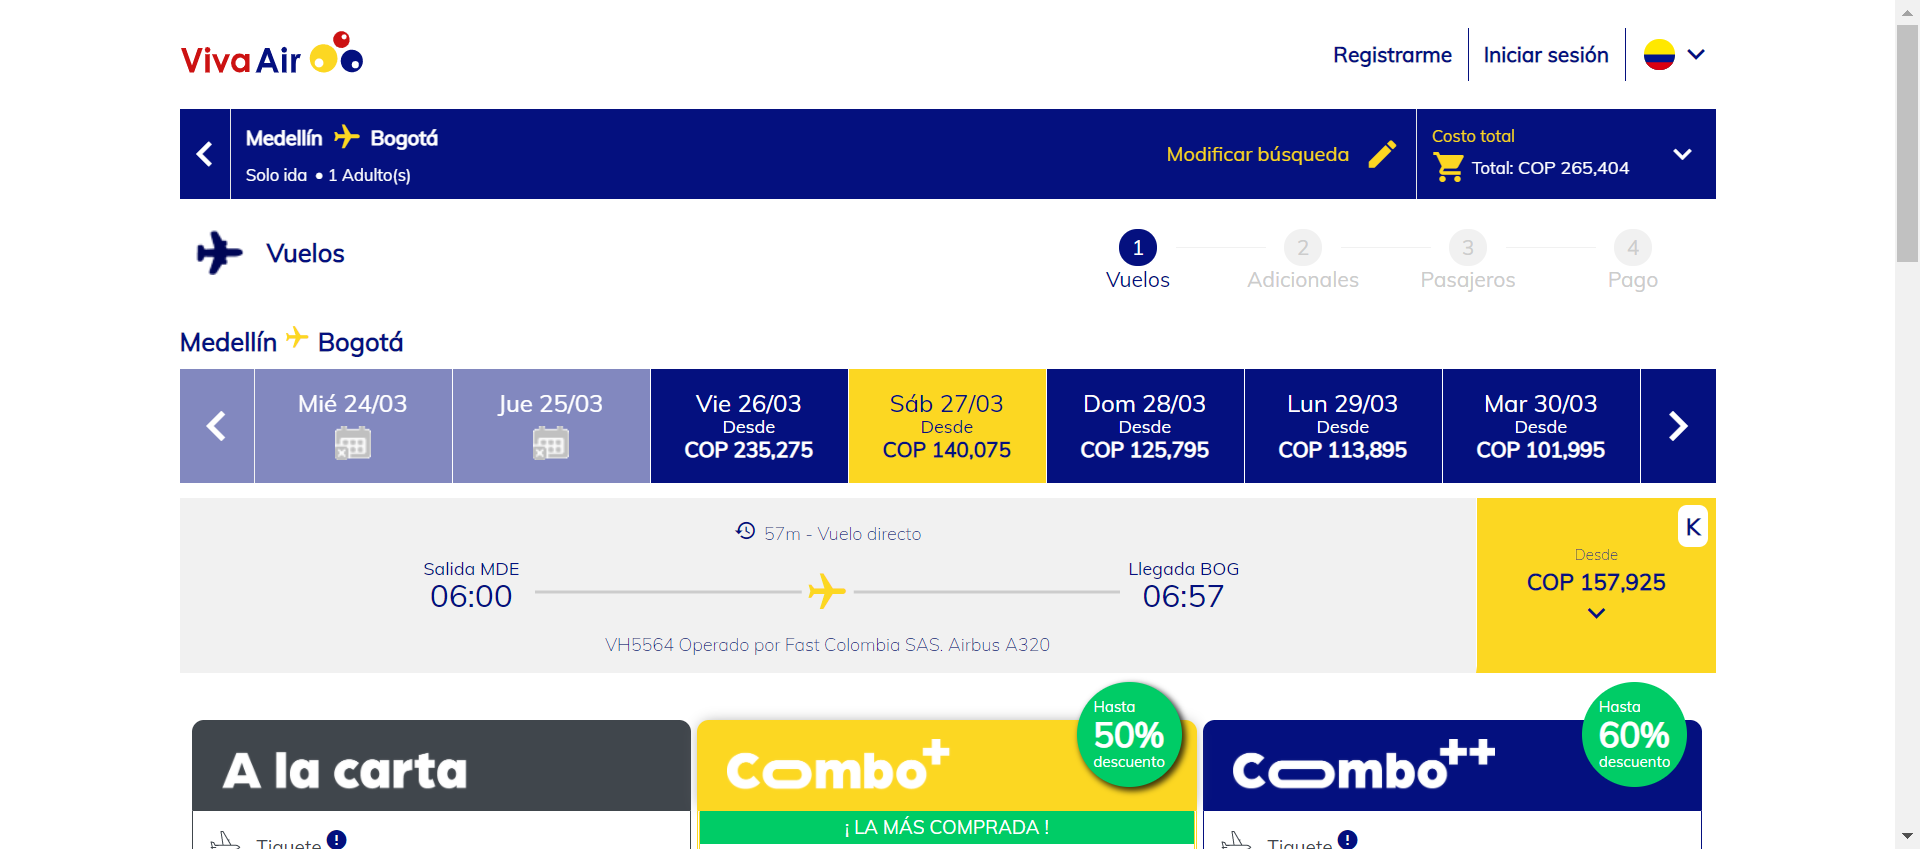 Viva Air
Registrarme
Iniciar sesión
Medellín Bogotá
Solo ida • 1 Adulto(s)
Modificar búsqueda
Costo total
Total: COP 265,404
Vuelos
1 2 3 4
Vuelos Adicionales Pasajeros Pago
Medellín Bogotá
Mié 24/03
Jue 25/03
Vie 26/03
Desde
COP 235,275
Sáb 27/03
Desde
COP 140,075
Dom 28/03
Desde
COP 125,795
Lun 29/03
Desde
COP 113,895
Mar 30/03
Desde
COP 101,995
57m - Vuelo directo
Salida MDE
06:00
Llegada BOG
06:57
VH5564 Operado por Fast Colombia SAS. Airbus A320
K
Desde
COP 157,925
A la carta
Tiquete !
Combo+
Hasta
50%
descuento
¡ LA MÁS COMPRADA !
Combo++
Hasta
60%
descuento
Tiquete !